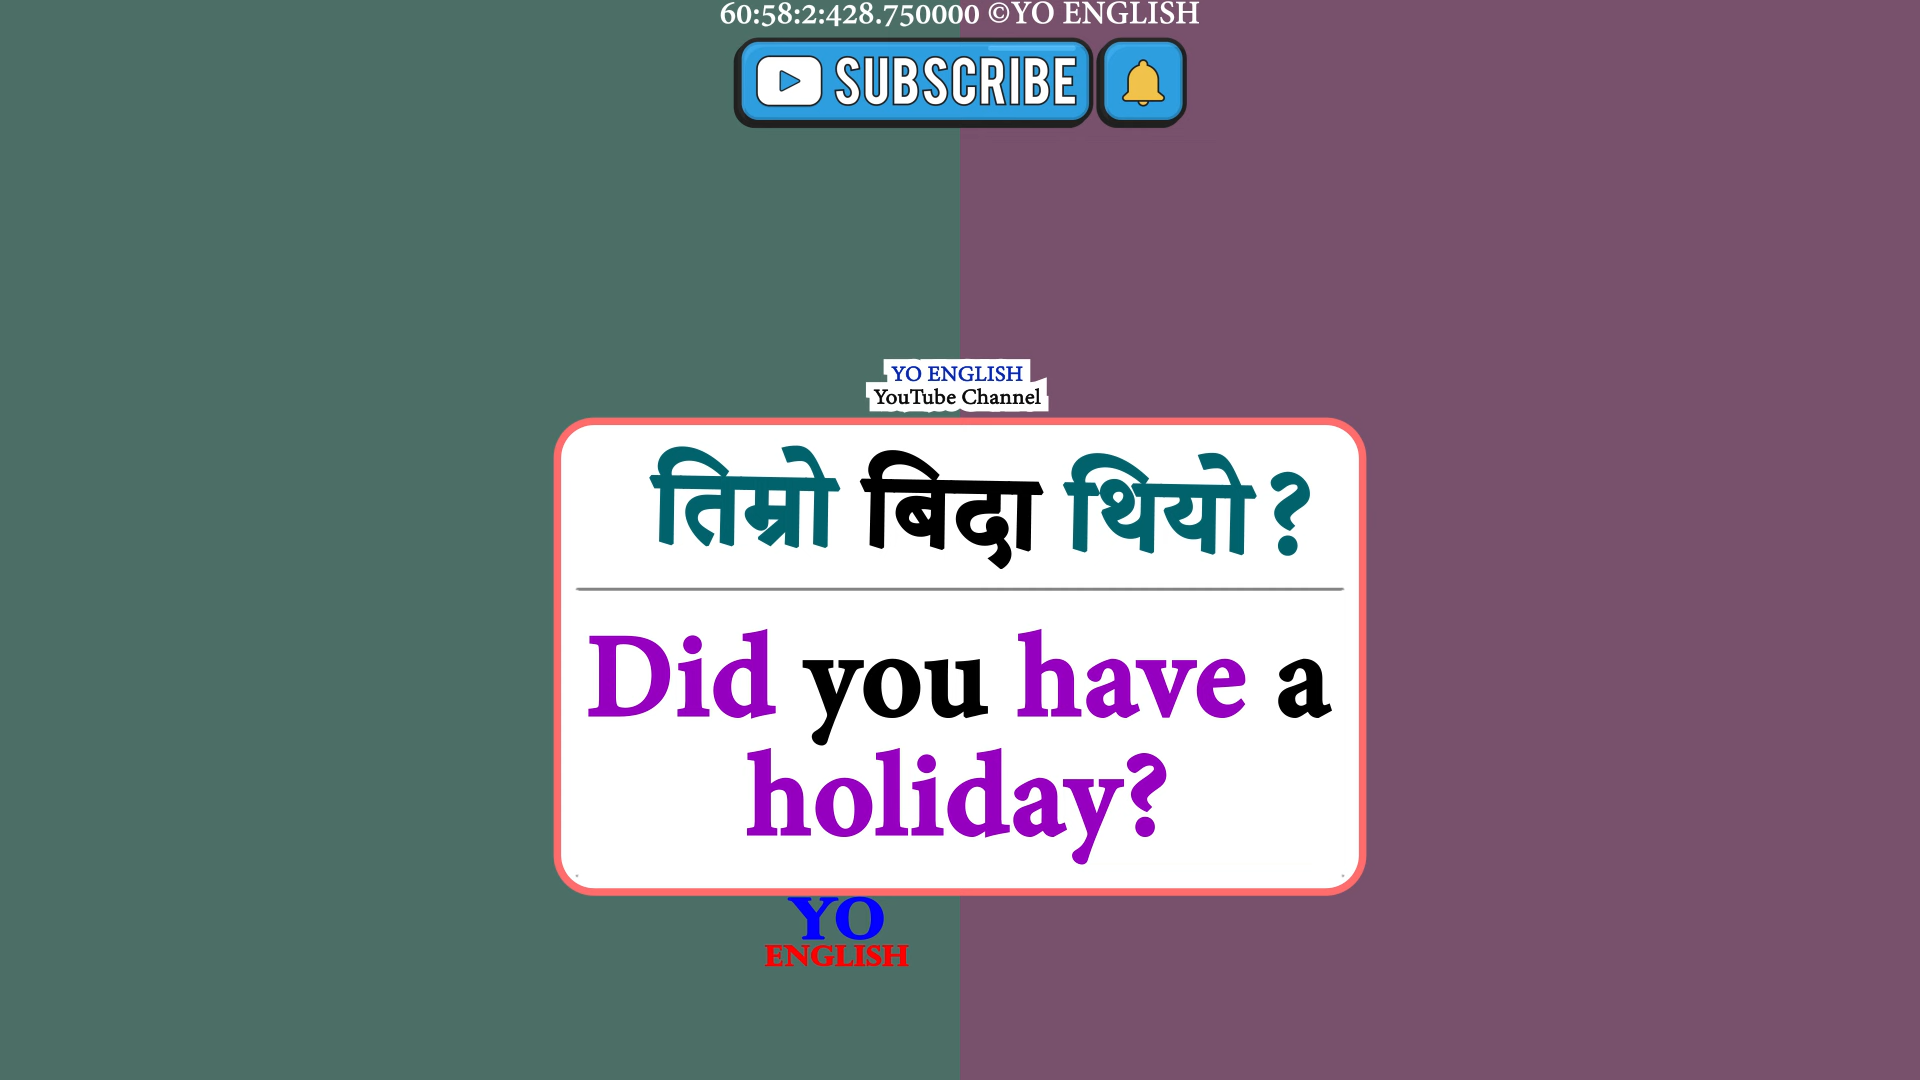 60:58:2:428.750000 ©YO ENGLISH
SUBSCRIBE
YO ENGLISH
YouTube Channel
तिम्रो बिदा थियो ?
Did you have a
holiday?
YO
ENGLISH